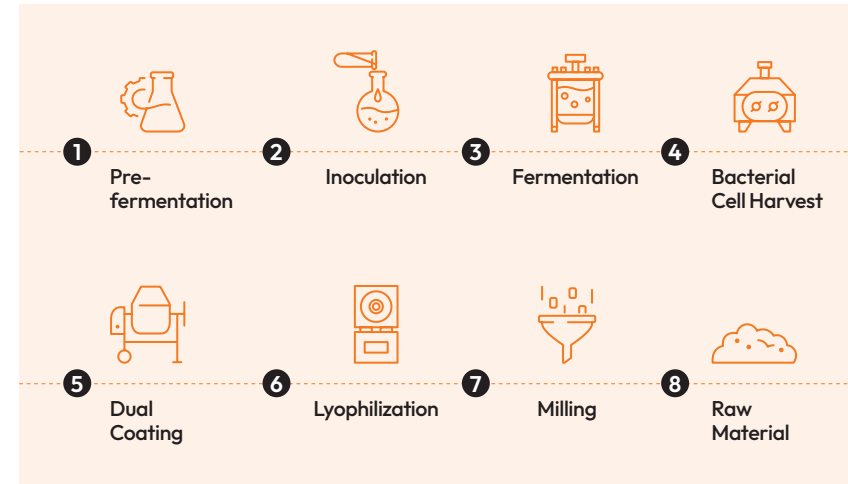 1
2
3
4
Pre-
fermentation
Inoculation
Fermentation
Bacterial
Cell Harvest
5
6
7
8
Dual
Coating
Lyophilization
Milling
Raw
Material